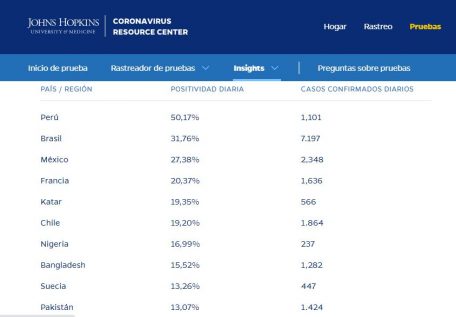 JOHNS HOPKINS
UNIVERSITY & MEDICINE
CORONAVIRUS
RESOURCE CENTER
Hogar Rastreo Pruebas
Inicio de prueba Rastreador de pruebas Insights Preguntas sobre pruebas
PAÍS / REGIÓN POSITIVIDAD DIARIA CASOS CONFIRMADOS DIARIOS
Perú 50,17% 1,101
Brasil 31,76% 7.197
México 27,38% 2,348
Francia 20,37% 1,636
Katar 19,35% 566
Chile 19,20% 1.864
Nigeria 16,99% 237
Bangladesh 15,52% 1,282
Suecia 13,26% 447
Pakistán 13,07% 1.424